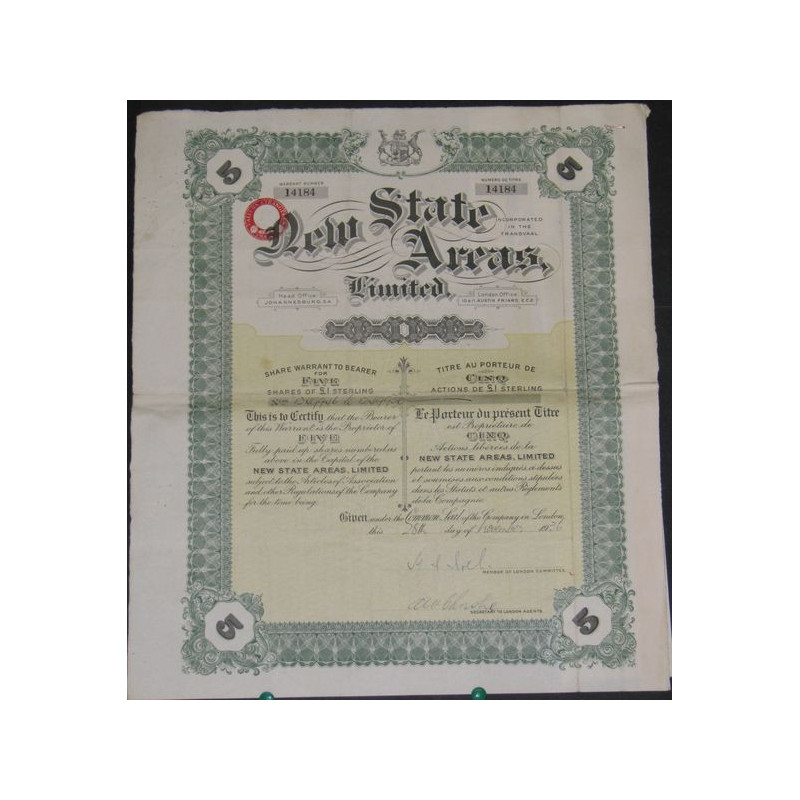 5
5
WARRANT NUMBER
14184
NUMERO DU TITRE
14184
New State
Areas,
Limited.
INCORPORATED
IN THE
TRANSVAAL
Head Office
JOHANNESBURG, S.A.
London Office
AUSTIN FRIARS, E.C.2.
SHARE WARRANT TO BEARER
FOR
FIVE
SHARES OF £1 STERLING
TITRE AU PORTEUR DE
CINQ
ACTIONS DE £1 STERLING
This is to Certify that the Bearer
of this Warrant is the Proprietor of
FIVE
Fully paid up shares numbered as
above in the Capital of the
NEW STATE AREAS, LIMITED
subject to the Articles of Association
and other Regulations of the Company
for the time being.
Le Porteur du présent Titre
est Propriétaire de
CINQ
Actions libérées de la
NEW STATE AREAS, LIMITED
portant les numéros indiqués ci-dessus
et soumises aux conditions stipulées
dans les Statuts et autres Règlements
de la Compagnie
Given under the Common Seal of the Company in London,
this day of November
MEMBER OF LONDON COMMITTEE
SECRETARY TO LONDON AGENTS
5
5